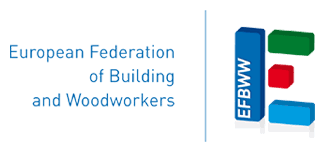 European Federation
of Building
and Woodworkers
EFBWW